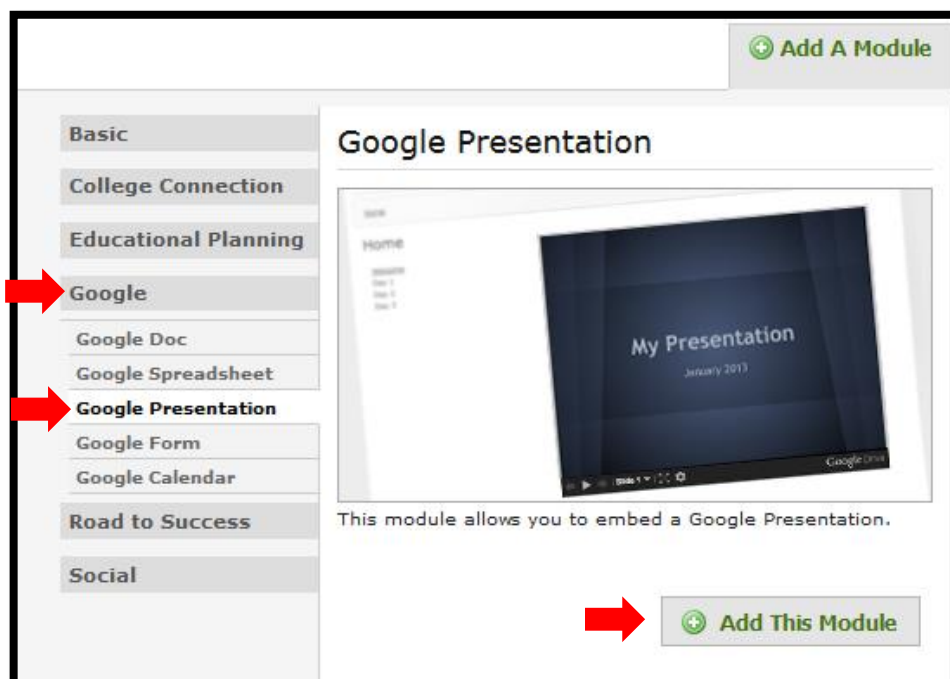 Add A Module
Basic
College Connection
Educational Planning
Google
Google Doc
Google Spreadsheet
Google Presentation
Google Form
Google Calendar
Road to Success
Social
Google Presentation
Home
My Presentation
January 2013
Slide 1
Google Drive
This module allows you to embed a Google Presentation.
Add This Module